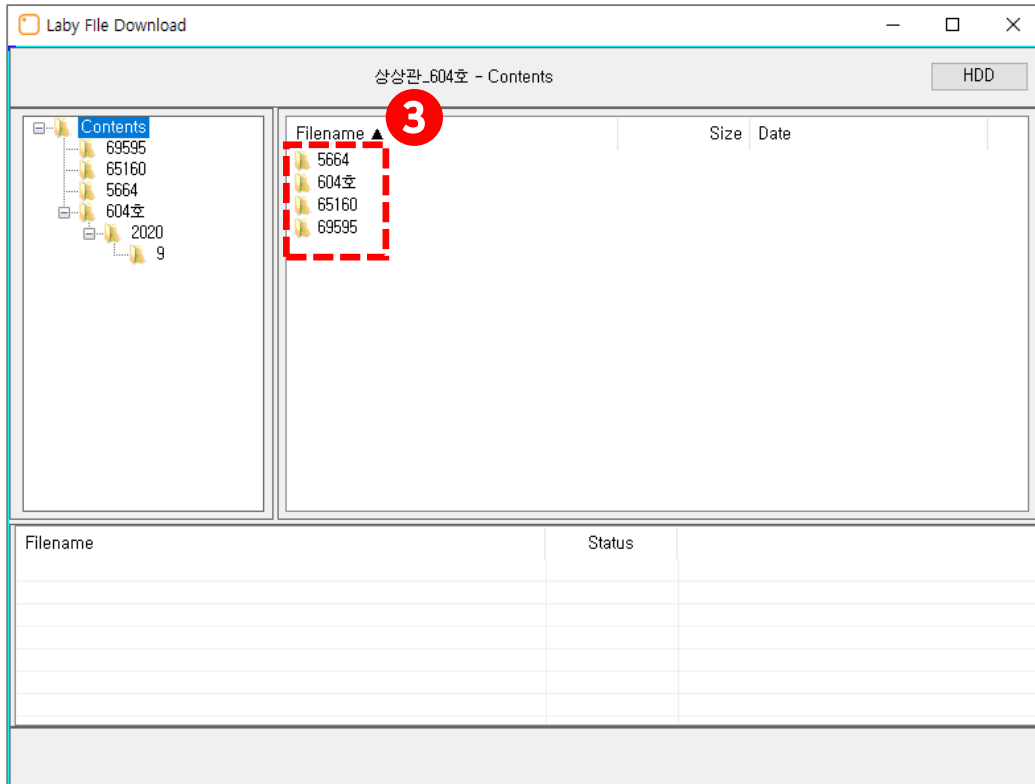 Laby FIle Download
상상관_604호 - Contents
HDD
Contents
69595
65160
5664
604호
2020
9
3
Filename ▲ Size Date
5664
604호
65160
69595
Filename Status